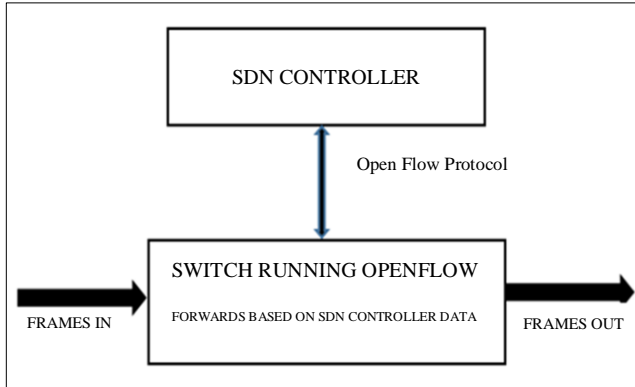 SDN CONTROLLER
Open Flow Protocol
SWITCH RUNNING OPENFLOW
FORWARDS BASED ON SDN CONTROLLER DATA
FRAMES IN
FRAMES OUT